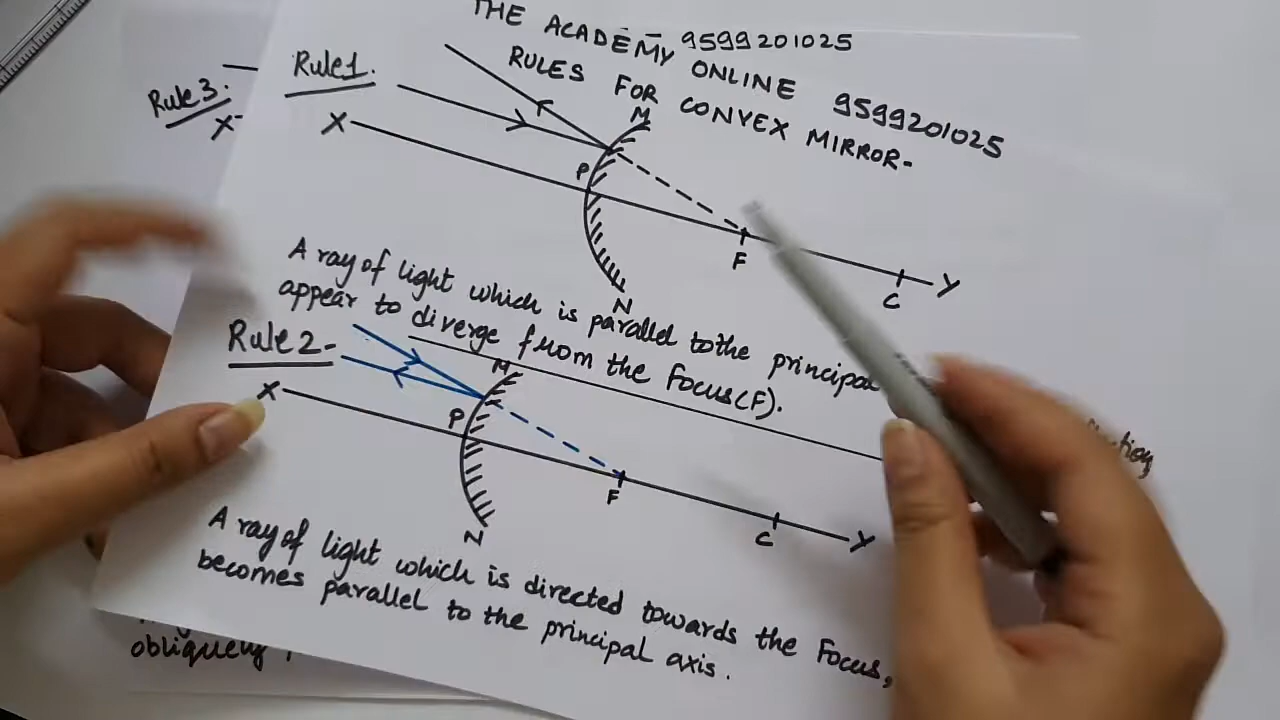 THE ACADEMY 9599201025
ONLINE 9599201025
RULES FOR CONVEX MIRROR-
Rule 3.
X
Rule 1.
X
M
P
F
C
Y
N
A ray of light which is parallel to the principal
appear to diverge from the Focus (F).
Rule 2-
X
M
P
F
C
Y
N
A ray of light which is directed towards the Focus,
becomes parallel to the principal axis.